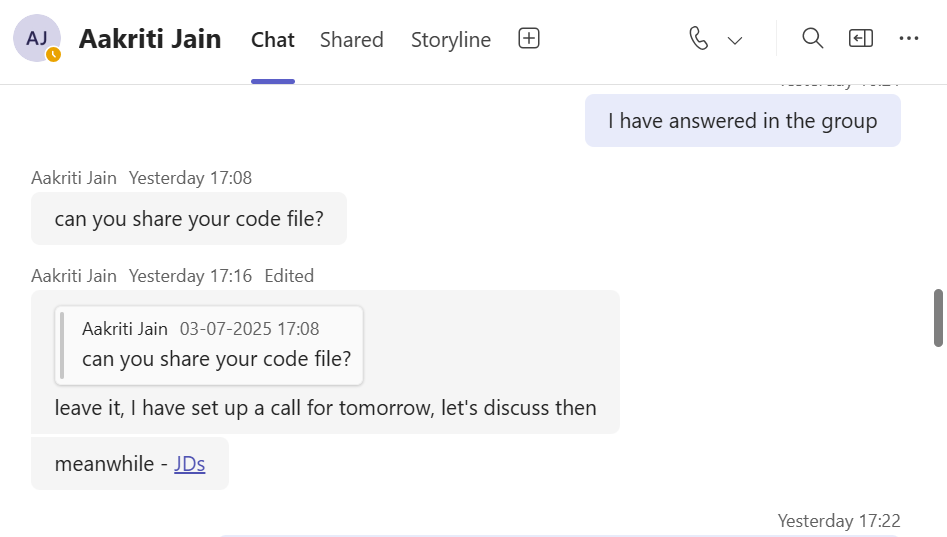 AJ
Aakriti Jain
Chat
Shared
Storyline
I have answered in the group
Aakriti Jain Yesterday 17:08
can you share your code file?
Aakriti Jain Yesterday 17:16 Edited
Aakriti Jain 03-07-2025 17:08
can you share your code file?
leave it, I have set up a call for tomorrow, let's discuss then
meanwhile - JDs
Yesterday 17:22